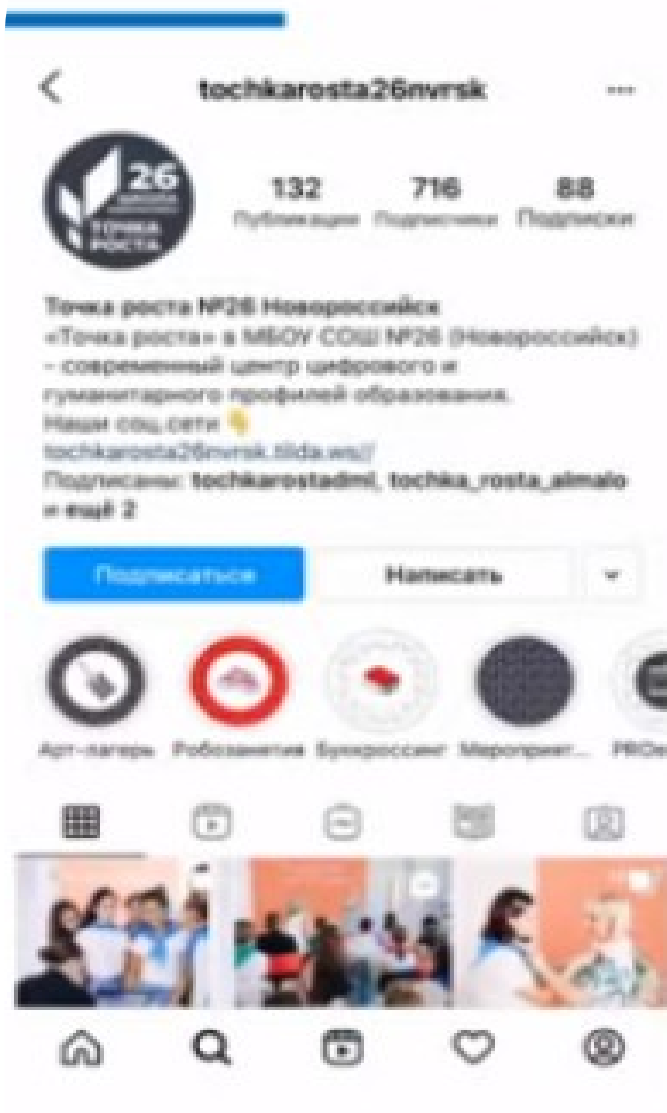 tochkarosta26nvrsk
26
ТОЧКА
РОСТА
132
716
88
Публикации
Подписчики
Подписки
Точка роста №26 Новороссийск
«Точка роста» в МБОУ СОШ №26 (Новороссийск)
- современный центр цифрового и
гуманитарного профилей образования.
Наши соц.сети
tochkarosta26nvrsk.tilda.ws//
Подписаны: tochkarostadml, tochka_rosta_almalo
и ещё 2
Подписаться
Написать
Арт-лагерь
Робозанятия
Буккроссинг
Мероприят...